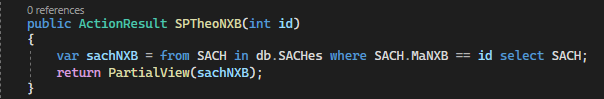 0 references
public ActionResult SPTheoNXB(int id)
{
var sachNXB = from SACH in db.SACHes where SACH.MaNXB == id select SACH;
return PartialView(sachNXB);
}